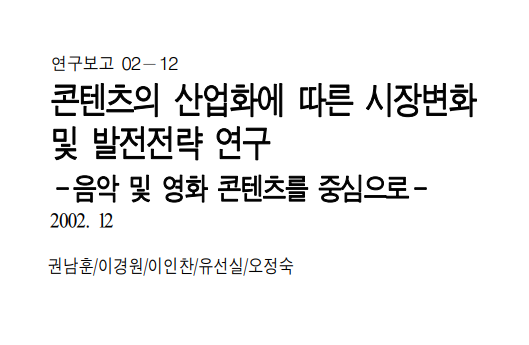 연구보고 02－12
콘텐츠의 산업화에 따른 시장변화
및 발전전략 연구
-음악 및 영화 콘텐츠를 중심으로-
2002. 12
권남훈/이경원/이인찬/유선실/오정숙